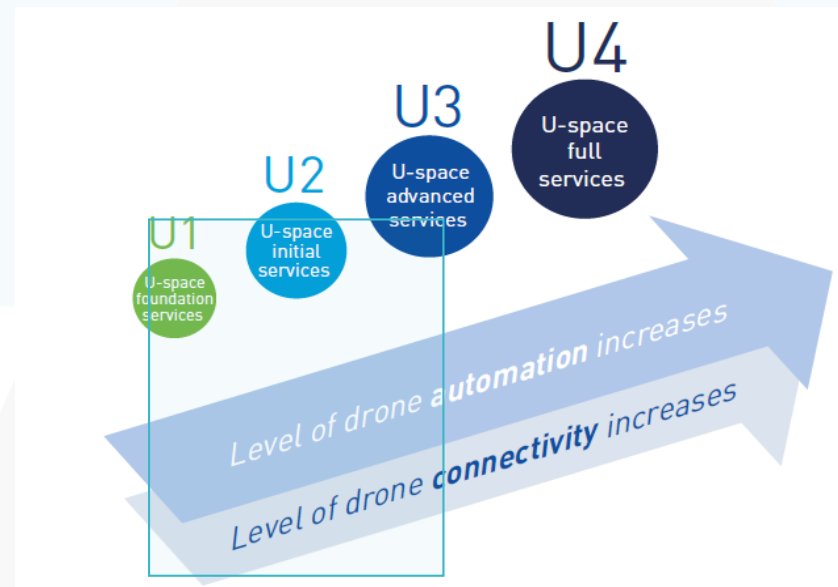 U1
U-space
foundation
services
U2
U-space
initial
services
U3
U-space
advanced
services
U4
U-space
full
services
Level of drone automation increases
Level of drone connectivity increases